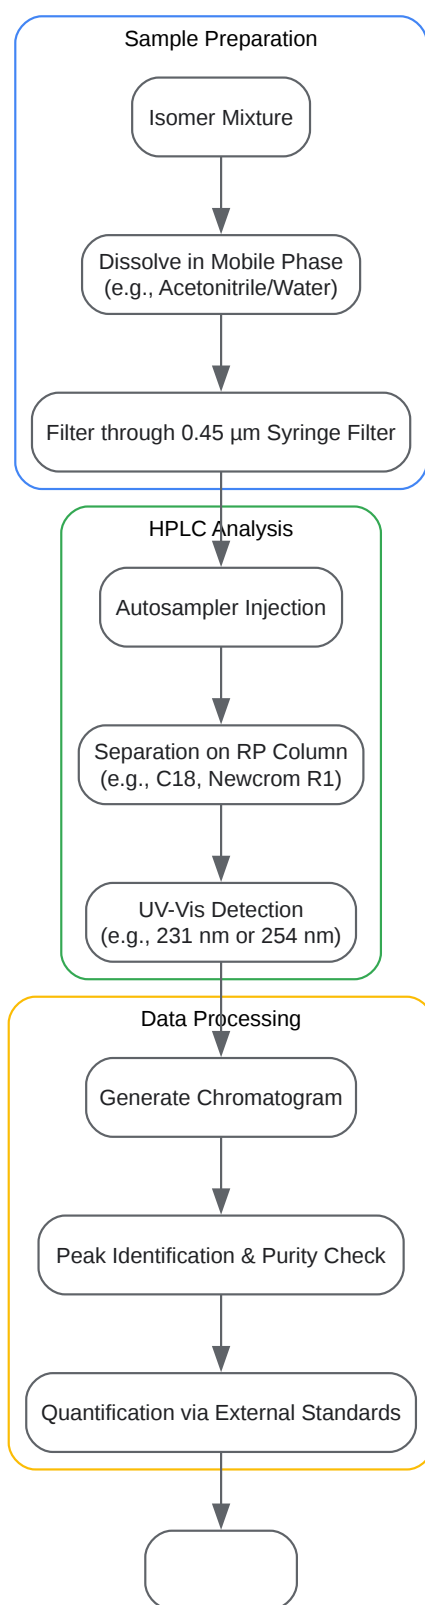 Sample Preparation
Isomer Mixture
Dissolve in Mobile Phase
(e.g., Acetonitrile/Water)
Filter through 0.45 µm Syringe Filter
HPLC Analysis
Autosampler Injection
Separation on RP Column
(e.g., C18, Newcrom R1)
UV-Vis Detection
(e.g., 231 nm or 254 nm)
Data Processing
Generate Chromatogram
Peak Identification & Purity Check
Quantification via External Standards